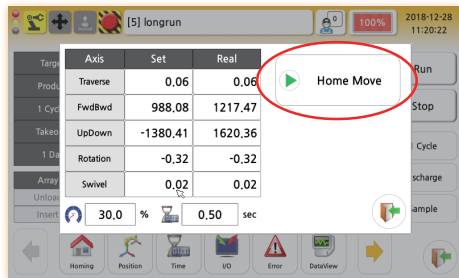 [5] longrun
0
100%
2018-12-28
11:20:22
Axis Set Real
Traverse 0,06 0,06
FwdBwd 988,08 1217,47
UpDown -1380,41 1620,36
Rotation -0,32 -0,32
Swivel 0,02 0,02
30,0 % 0,50 sec
Home Move
Targe
Produ
1 Cycl
Takeo
1 Da
Array
Unloa
Insert
Run
Stop
Cycle
scharge
ample
Homing Position Time I/O Error DataView